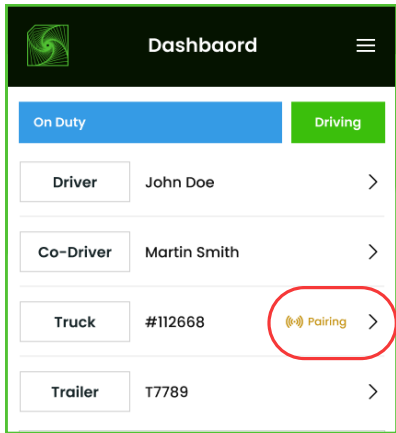 Dashbaord
On Duty Driving
Driver John Doe
Co-Driver Martin Smith
Truck #112668 Pairing
Trailer T7789